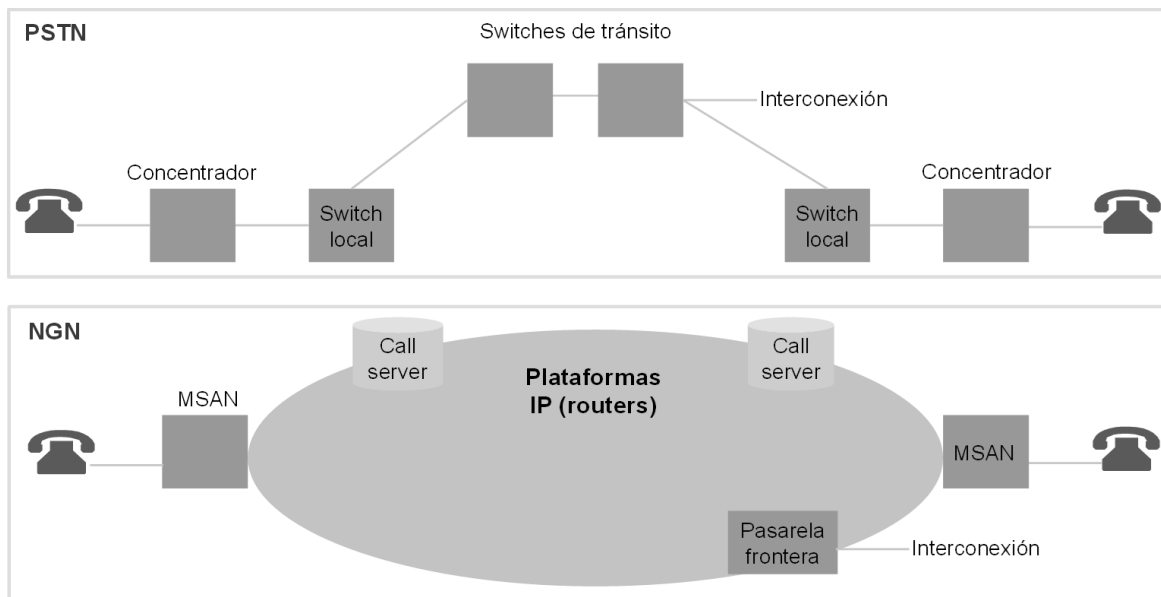 PSTN
Switches de tránsito
Interconexión
Concentrador
Concentrador
Switch
local
Switch
local
NGN
Call
server
Call
server
Plataformas
IP (routers)
MSAN
MSAN
Pasarela
frontera
Interconexión